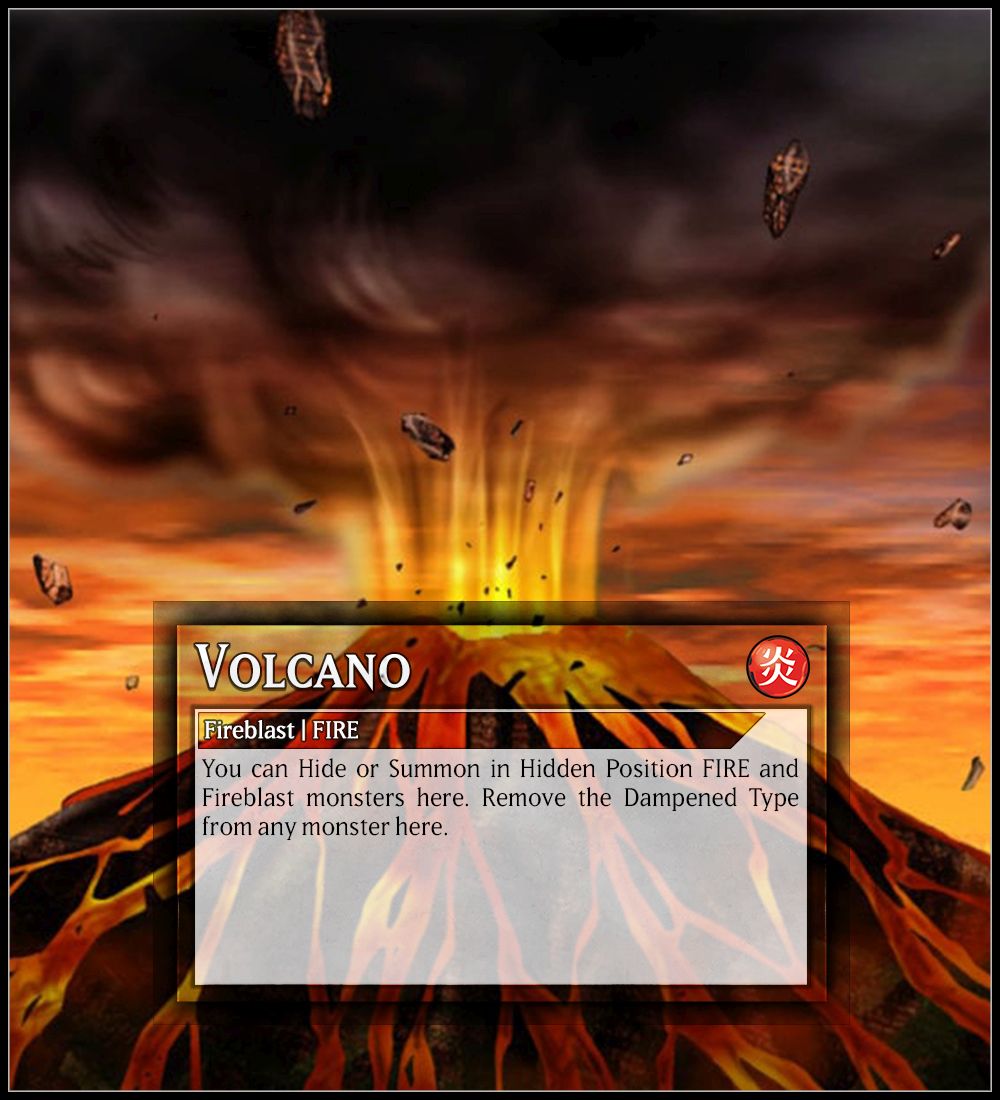 Volcano
炎
Fireblast | FIRE
You can Hide or Summon in Hidden Position FIRE and
Fireblast monsters here. Remove the Dampened Type
from any monster here.